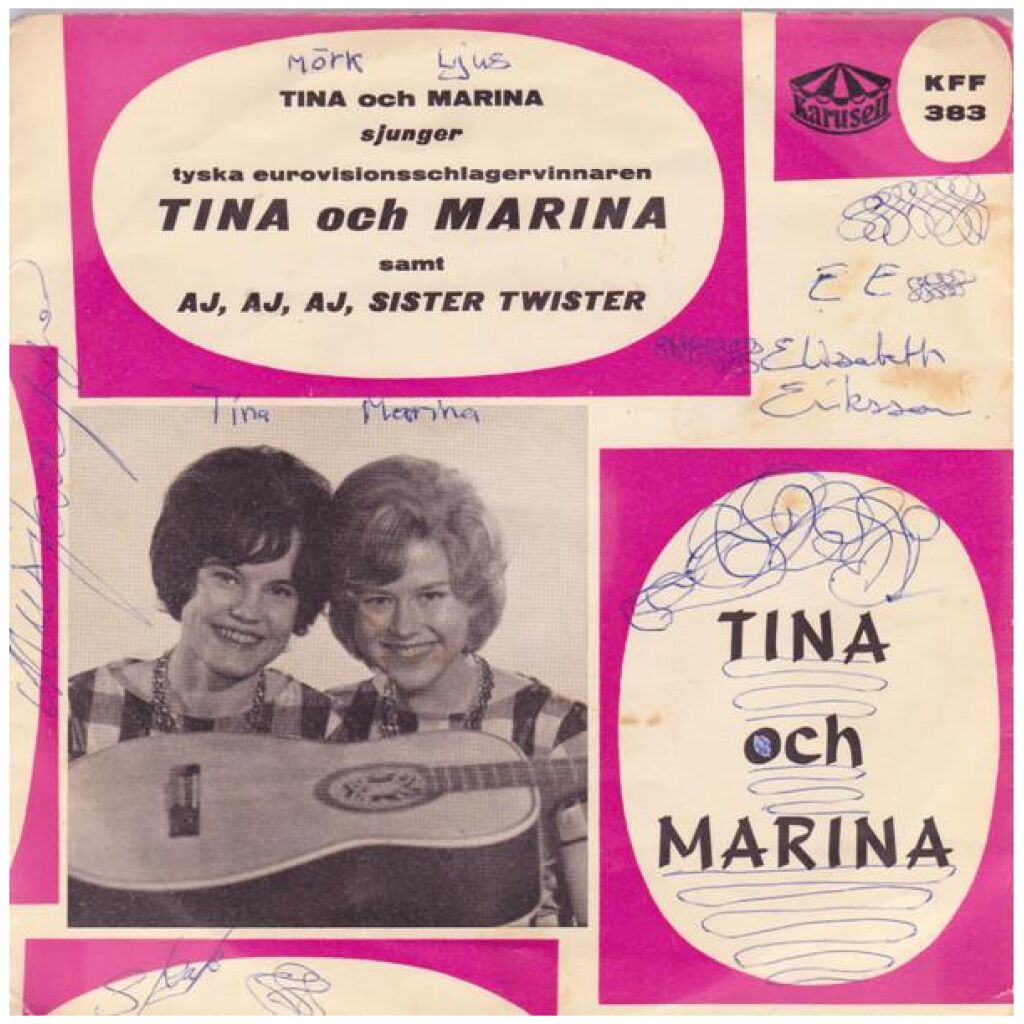 Mörk Ljus
TINA och MARINA
sjunger
tyska eurovisionsschlagervinnaren
TINA och MARINA
samt
AJ, AJ, AJ, SISTER TWISTER
Karusell
KFF
383
E E
Elisabeth
Eriksson
Tina Marina
TINA
och
MARINA